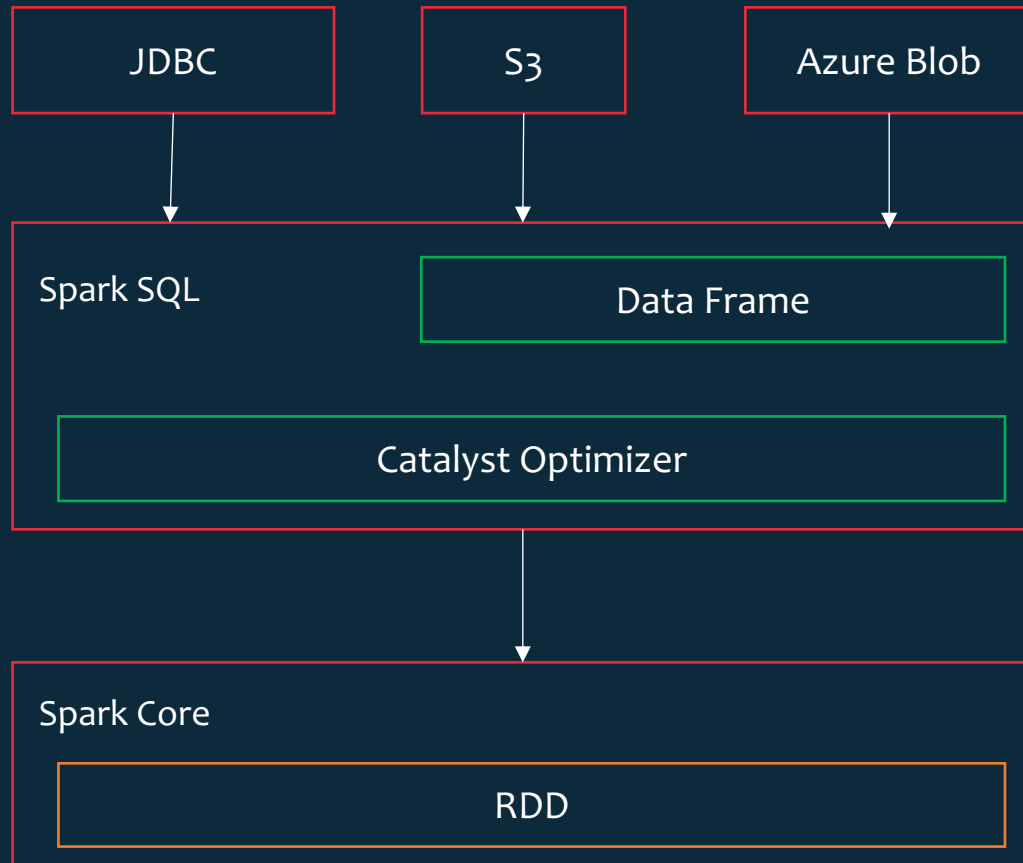 JDBC
S3
Azure Blob
Spark SQL
Data Frame
Catalyst Optimizer
Spark Core
RDD